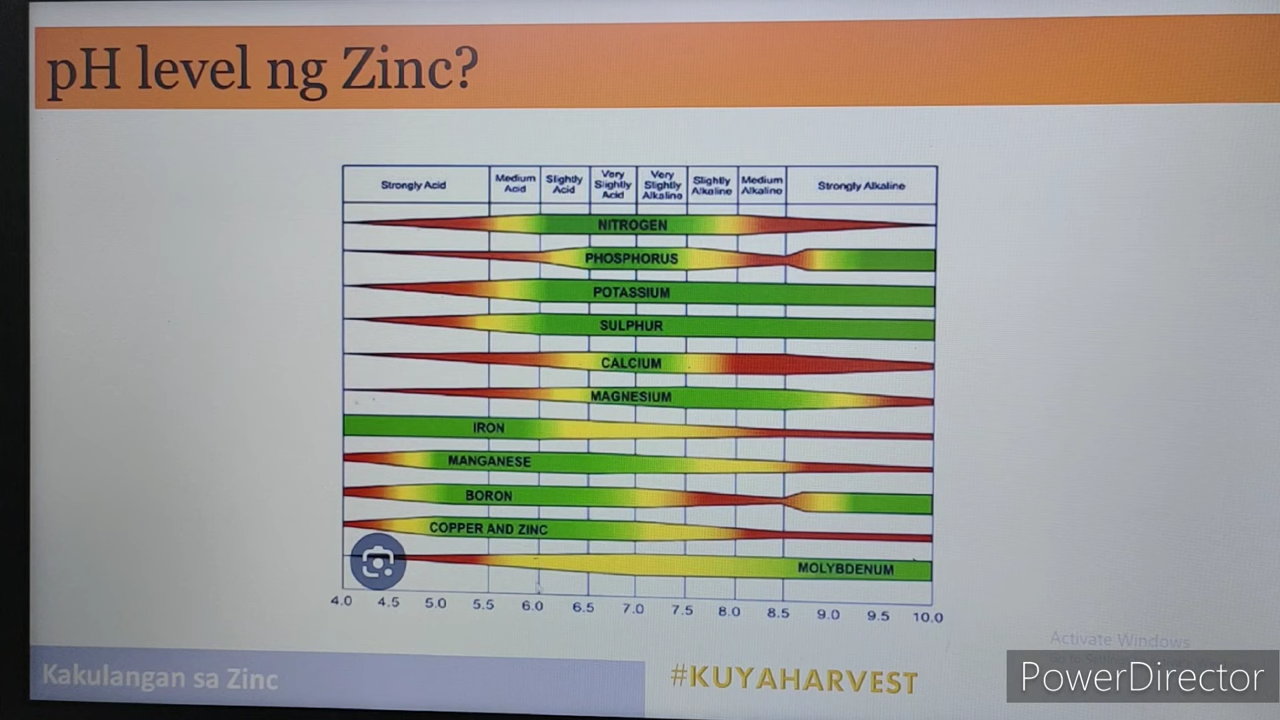 pH level ng Zinc?
Strongly Acid
Medium
Acid
Slightly
Acid
Very
Slightly
Acid
Very
Slightly
Alkaline
Slightly
Alkaline
Medium
Alkaline
Strongly Alkaline
NITROGEN
PHOSPHORUS
POTASSIUM
SULPHUR
CALCIUM
MAGNESIUM
IRON
MANGANESE
BORON
COPPER AND ZINC
MOLYBDENUM
4.0 4.5 5.0 5.5 6.0 6.5 7.0 7.5 8.0 8.5 9.0 9.5 10.0
Kakulangan sa Zinc
#KUYAHARVEST
Activate Windows
PowerDirector